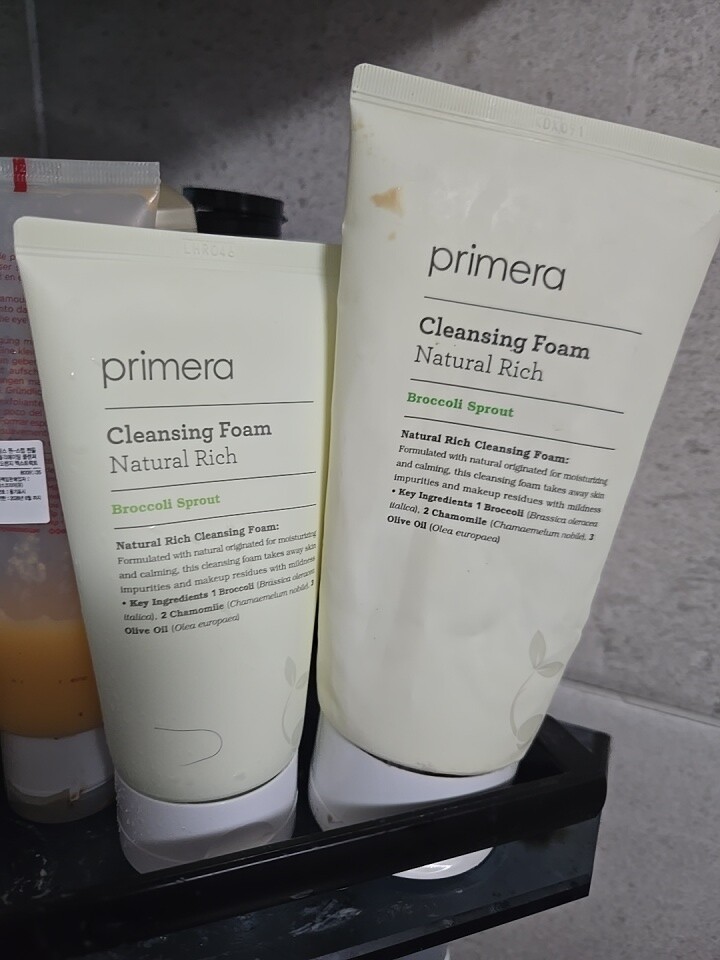 primera
Cleansing Foam
Natural Rich
Broccoli Sprout
Natural Rich Cleansing Foam:
Formulated with natural originated for moisturizing
and calming, this cleansing foam takes away skin
impurities and makeup residues with mildness
• Key Ingredients 1 Broccoli (Brassica oleracea
italica), 2 Chamomile (Chamaemelum nobile), 3
Olive Oil (Olea europaea)
primera
Cleansing Foam
Natural Rich
Broccoli Sprout
Natural Rich Cleansing Foam:
Formulated with natural originated for moisturizing
and calming, this cleansing foam takes away skin
impurities and makeup residues with mildness
• Key Ingredients 1 Broccoli (Brassica oleracea
italica), 2 Chamomile (Chamaemelum nobile), 3
Olive Oil (Olea europaea)